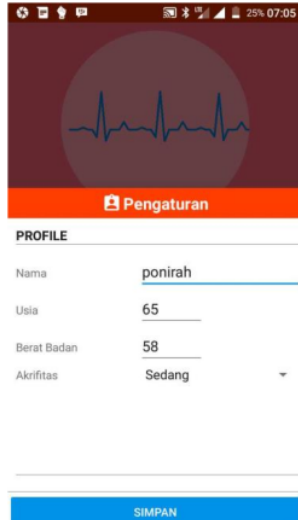 25% 07:05
Pengaturan
PROFILE
Nama ponirah
Usia 65
Berat Badan 58
Akrifitas Sedang
SIMPAN